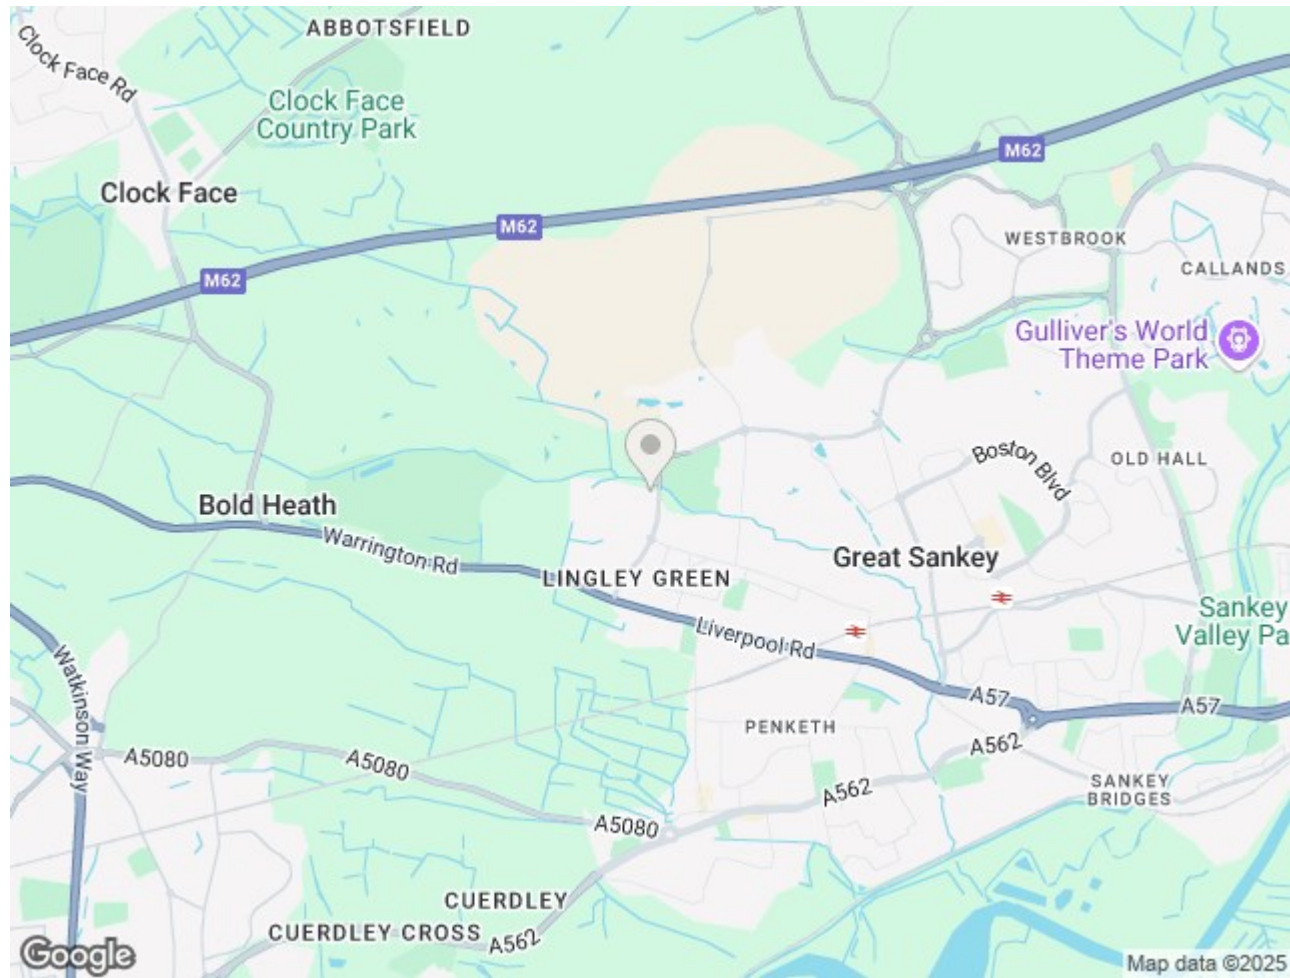 ABBOTSFIELD
Clock Face Rd
Clock Face
Country Park
M62
Clock Face
M62
WESTBROOK
CALLANDS
M62
Gulliver's World
Theme Park
Boston Blvd
OLD HALL
Bold Heath
Warrington Rd
Great Sankey
LINGLEY GREEN
Sankey
Valley Pa
Liverpool Rd
Watkinson Way
A57
A57
PENKETH
A562
A5080
A5080
SANKEY
BRIDGES
A562
A5080
CUERDLEY
CUERDLEY CROSS
A562
Google
Map data ©2025